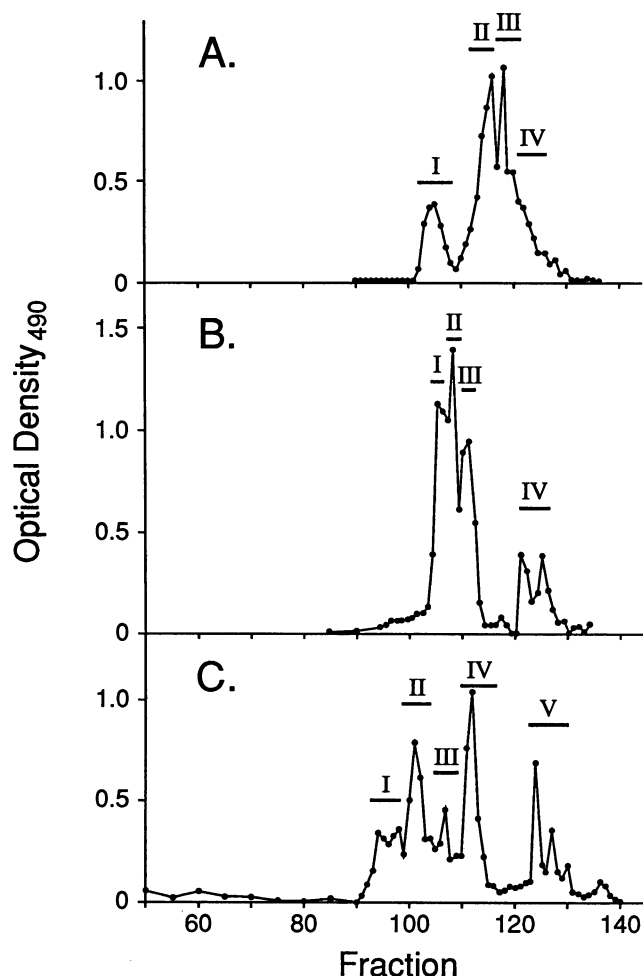 A.
II III
I
IV
1.0
0.5
0
B.
II
I
III
IV
1.5
1.0
0.5
0
Optical Density490
C.
IV
II
V
III
I
1.0
0.5
0
60 80 100 120 140
Fraction